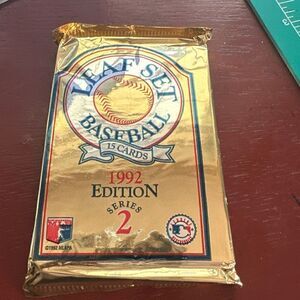 LEAF SET
BASEBALL
15 CARDS
1992
EDITION
SERIES
2
©1992 MLBPA